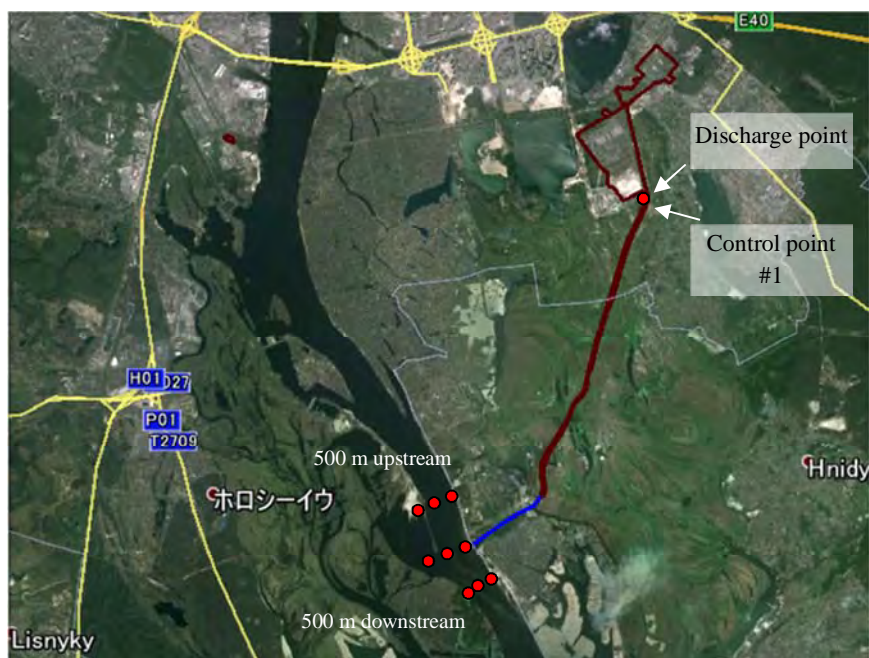 E40
Discharge point
Control point
#1
H01
027
P01
T2709
500 m upstream
Hnidy
ホロシーイウ
500 m downstream
Lisnyky